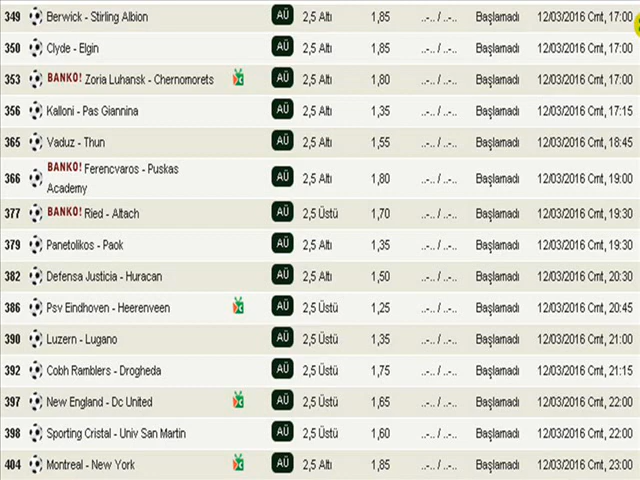 349 Berwick - Stirling Albion AÜ 2,5 Altı 1,85 ..-.. / ..-.. Başlamadı 12/03/2016 Cmt, 17:00
350 Clyde - Elgin AÜ 2,5 Altı 1,85 ..-.. / ..-.. Başlamadı 12/03/2016 Cmt, 17:00
353 BANKO! Zoria Luhansk - Chernomorets AÜ 2,5 Altı 1,80 ..-.. / ..-.. Başlamadı 12/03/2016 Cmt, 17:00
356 Kalloni - Pas Giannina AÜ 2,5 Altı 1,35 ..-.. / ..-.. Başlamadı 12/03/2016 Cmt, 17:15
365 Vaduz - Thun AÜ 2,5 Altı 1,55 ..-.. / ..-.. Başlamadı 12/03/2016 Cmt, 18:45
366 BANKO! Ferencvaros - Puskas AÜ 2,5 Altı 1,80 ..-.. / ..-.. Başlamadı 12/03/2016 Cmt, 19:00
Academy
377 BANKO! Ried - Altach AÜ 2,5 Üstü 1,70 ..-.. / ..-.. Başlamadı 12/03/2016 Cmt, 19:30
379 Panetolikos - Paok AÜ 2,5 Altı 1,35 ..-.. / ..-.. Başlamadı 12/03/2016 Cmt, 19:30
382 Defensa Justicia - Huracan AÜ 2,5 Altı 1,50 ..-.. / ..-.. Başlamadı 12/03/2016 Cmt, 20:30
386 Psv Eindhoven - Heerenveen AÜ 2,5 Üstü 1,25 ..-.. / ..-.. Başlamadı 12/03/2016 Cmt, 20:45
390 Luzern - Lugano AÜ 2,5 Üstü 1,35 ..-.. / ..-.. Başlamadı 12/03/2016 Cmt, 21:00
392 Cobh Ramblers - Drogheda AÜ 2,5 Üstü 1,75 ..-.. / ..-.. Başlamadı 12/03/2016 Cmt, 21:15
397 New England - Dc United AÜ 2,5 Üstü 1,65 ..-.. / ..-.. Başlamadı 12/03/2016 Cmt, 22:00
398 Sporting Cristal - Univ San Martin AÜ 2,5 Üstü 1,60 ..-.. / ..-.. Başlamadı 12/03/2016 Cmt, 22:00
404 Montreal - New York AÜ 2,5 Altı 1,85 ..-.. / ..-.. Başlamadı 12/03/2016 Cmt, 23:00